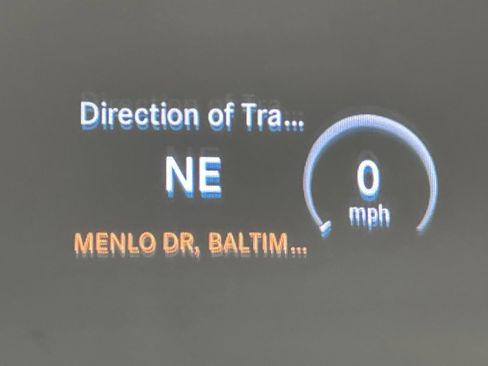 Direction of Tra...
NE
0
mph
MENLO DR, BALTIM...